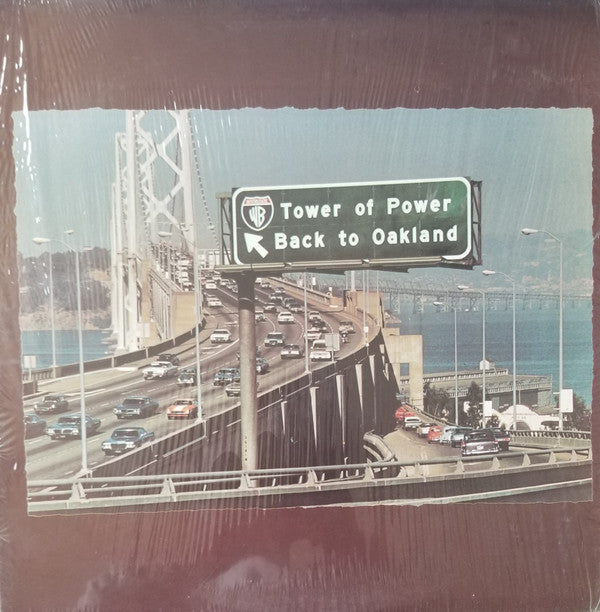 WB
Tower of Power
Back to Oakland